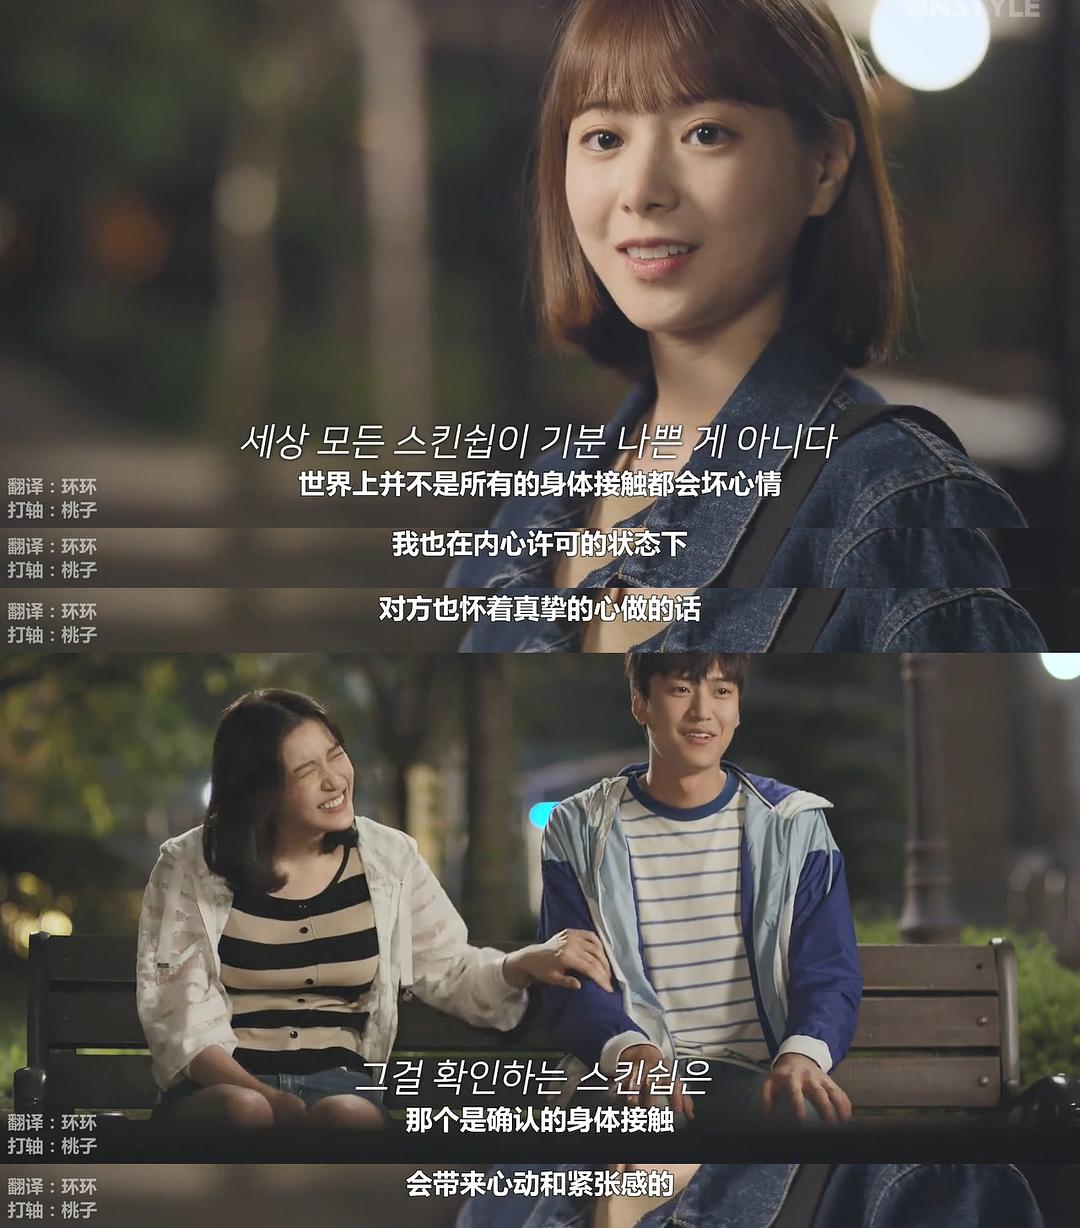 ONSTYLE
세상 모든 스킨쉽이 기분 나쁜 게 아니다
世界上并不是所有的身体接触都会坏心情
翻译：环环
打轴：桃子
我也在内心许可的状态下
翻译：环环
打轴：桃子
对方也怀着真挚的心做的话
翻译：环环
打轴：桃子
그걸 확인하는 스킨쉽은
那个是确认的身体接触
翻译：环环
打轴：桃子
会带来心动和紧张感的
翻译：环环
打轴：桃子